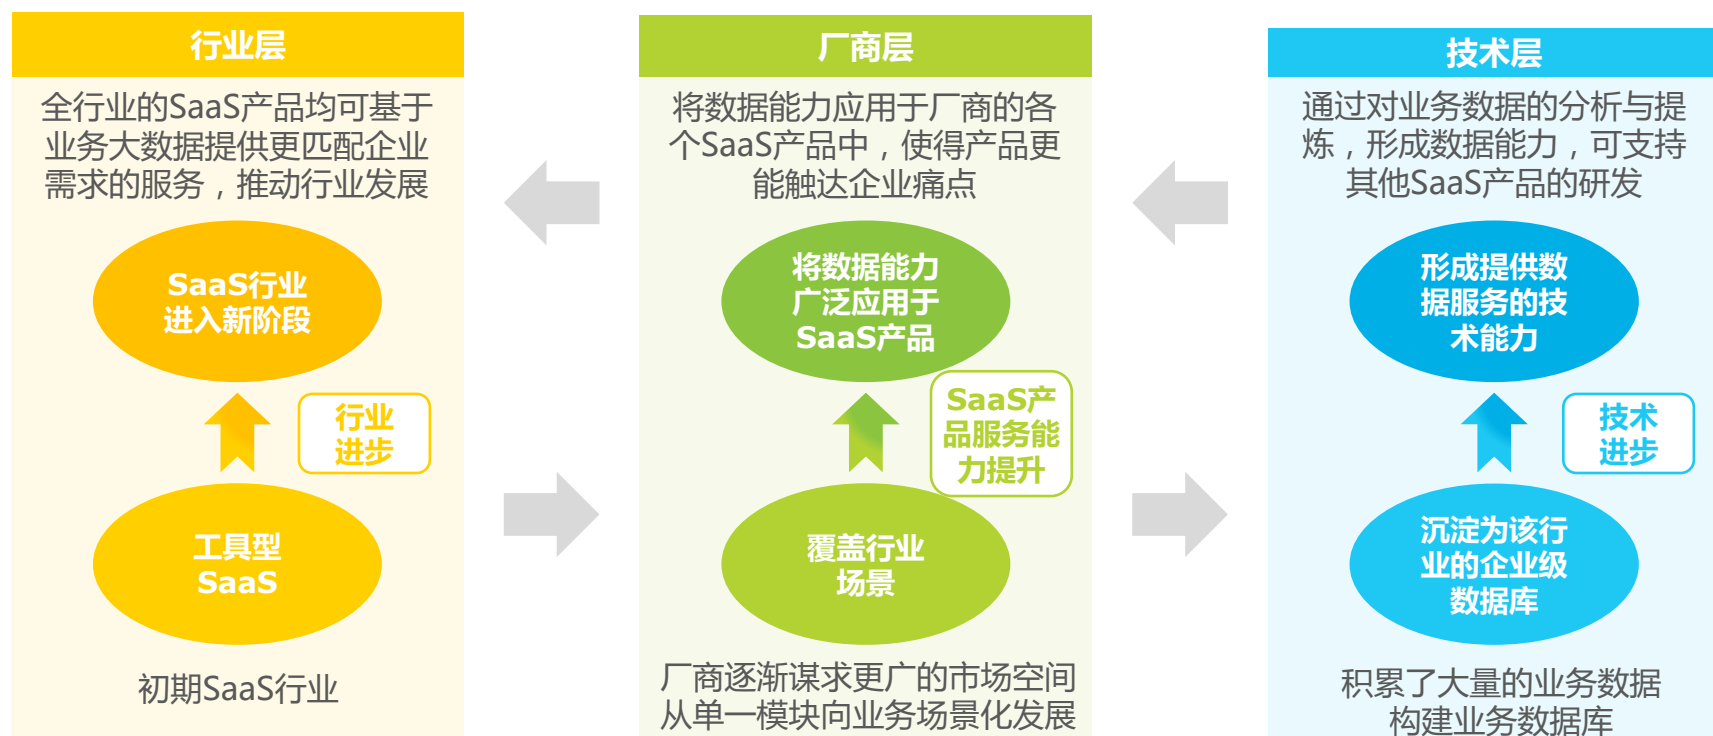 行业层
全行业的SaaS产品均可基于
业务大数据提供更匹配企业
需求的服务，推动行业发展
SaaS行业
进入新阶段
行业
进步
工具型
SaaS
初期SaaS行业
厂商层
将数据能力应用于厂商的各
个SaaS产品中，使得产品更
能触达企业痛点
将数据能力
广泛应用于
SaaS产品
SaaS产
品服务能
力提升
覆盖行业
场景
厂商逐渐谋求更广的市场空间
从单一模块向业务场景化发展
技术层
通过对业务数据的分析与提
炼，形成数据能力，可支持
其他SaaS产品的研发
形成提供数
据服务的技
术能力
技术
进步
沉淀为该行
业的企业级
数据库
积累了大量的业务数据
构建业务数据库